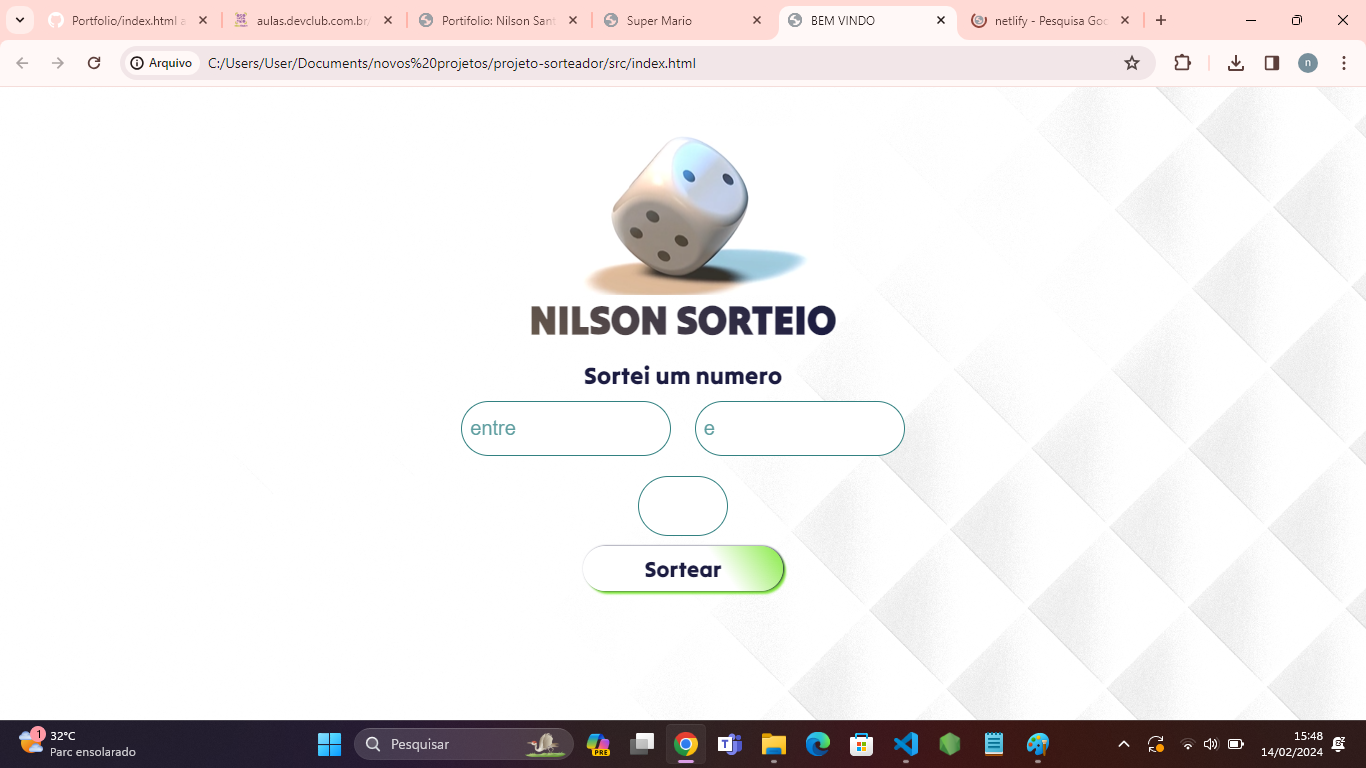 Portfolio/index.html a
aulas.devclub.com.br/
Portifolio: Nilson Sant
Super Mario
BEM VINDO
netlify - Pesquisa Goo
Arquivo
C:/Users/User/Documents/novos%20projetos/projeto-sorteador/src/index.html
n
NILSON SORTEIO
Sortei um numero
entre
e
Sortear
1
32°C
Parc ensolarado
Pesquisar
PRE
15:48
14/02/2024